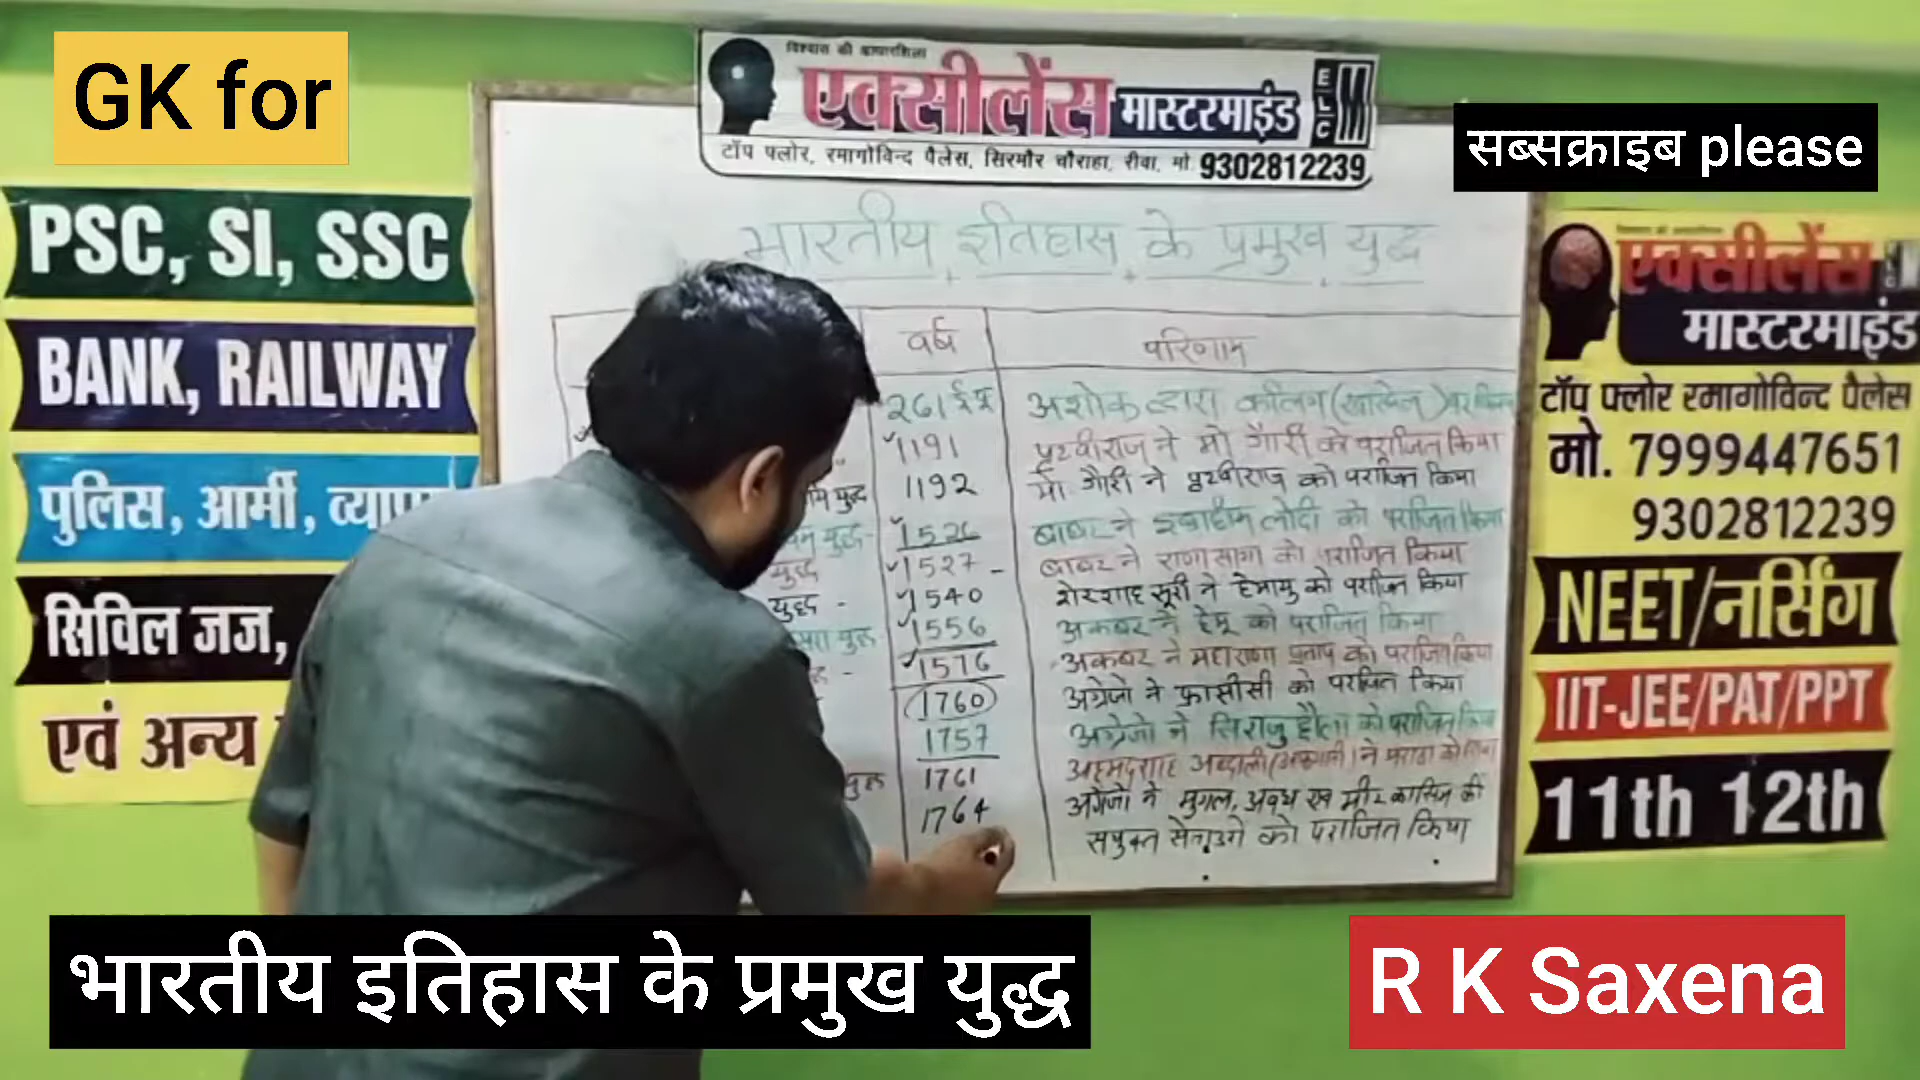 GK for
PSC, SI, SSC
BANK, RAILWAY
पुलिस, आर्मी, व्याप
सिविल जज,
एवं अन्य
विश्वास की आधारशिला
एक्सीलेंस मास्टरमाइंड
ELC
टॉप फ्लोर, रमागोविन्द पैलेस, सिरमौर चौराहा, रीवा, मो. 9302812239
सब्सक्राइब please
भारतीय इतिहास के प्रमुख युद्ध
वर्ष परिणाम
261 ई.पू. अशोक द्वारा कलिंग
1191 पृथ्वीराज ने मो गौरी को पराजित किया
युद्ध 1192 मो. गौरी ने पृथ्वीराज को पराजित किया
युद्ध - 1526 बाबर ने इब्राहीम लोदी को पराजित किया
युद्ध 1527 - बाबर ने राणा सांगा को पराजित किया
युद्ध - 1540 शेरशाह सूरी ने हुमायु को पराजित किया
1556 अकबर ने हेमू को पराजित किया
- 1576 अकबर ने महाराणा प्रताप को पराजित किया
1760 अंग्रेजो ने फ्रासीसी को पराजित किया
1757 अंग्रेजो ने सिराजुद्दौला को पराजित किया
युद्ध 1761 अहमदशाह अब्दाली ने मराठा को
1764 अंग्रेजो ने मुगल, अवध एवं मीर कासिम की
संयुक्त सेनाओ को पराजित किया
एक्सीलेंस
मास्टरमाइंड
टॉप फ्लोर रमागोविन्द पैलेस
मो. 7999447651
9302812239
NEET/नर्सिंग
IIT-JEE/PAT/PPT
11th 12th
भारतीय इतिहास के प्रमुख युद्ध
R K Saxena